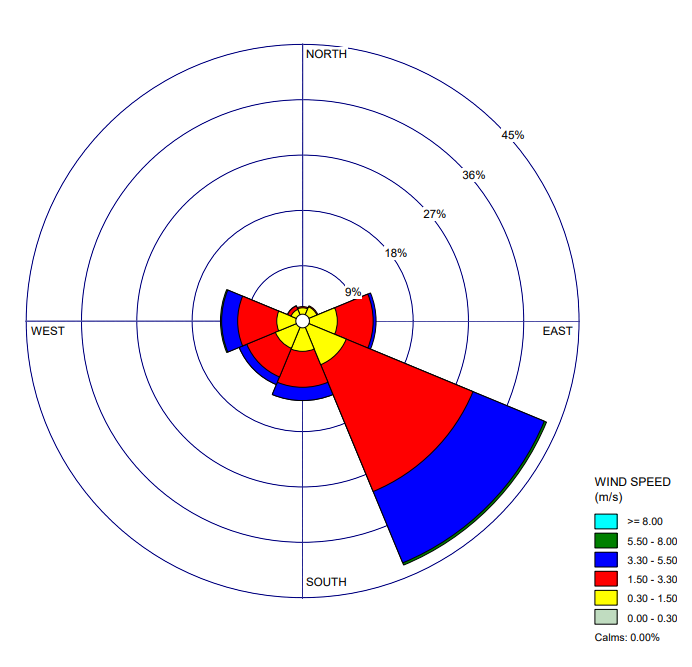 NORTH
45%
36%
27%
18%
9%
WEST
EAST
SOUTH
WIND SPEED
(m/s)
>= 8.00
5.50 - 8.00
3.30 - 5.50
1.50 - 3.30
0.30 - 1.50
0.00 - 0.30
Calms: 0.00%